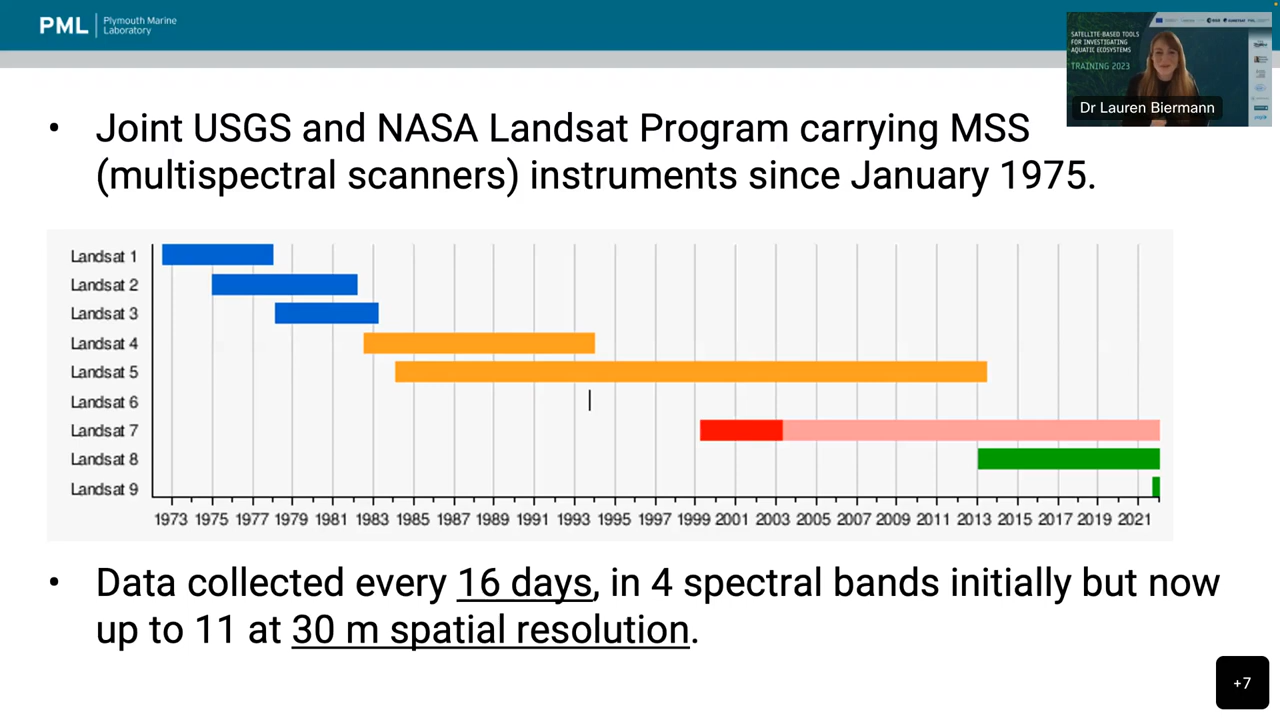 PML
Plymouth Marine
Laboratory
SATELLITE-BASED TOOLS
FOR INVESTIGATING
AQUATIC ECOSYSTEMS
TRAINING 2023
Dr Lauren Biermann
• Joint USGS and NASA Landsat Program carrying MSS
(multispectral scanners) instruments since January 1975.
Landsat 1
Landsat 2
Landsat 3
Landsat 4
Landsat 5
Landsat 6
Landsat 7
Landsat 8
Landsat 9
1973 1975 1977 1979 1981 1983 1985 1987 1989 1991 1993 1995 1997 1999 2001 2003 2005 2007 2009 2011 2013 2015 2017 2019 2021
• Data collected every 16 days, in 4 spectral bands initially but now
up to 11 at 30 m spatial resolution.
+7